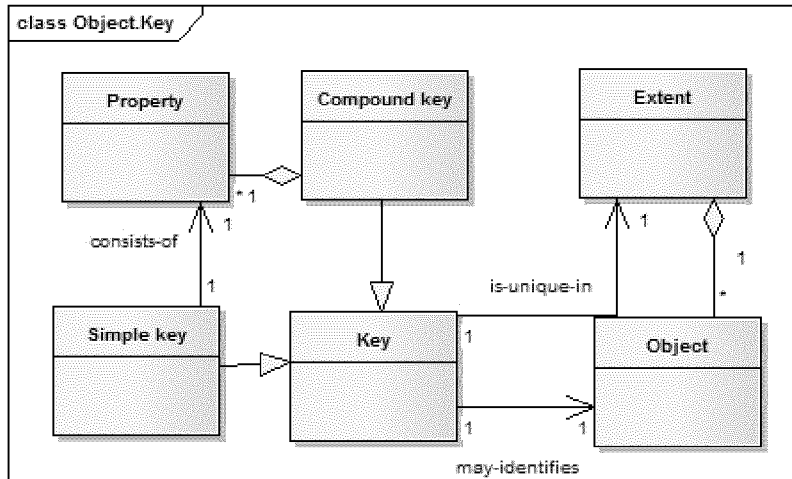 class Object.Key
Property
Compound key
Extent
* 1
consists-of
1
1
1
1
*
is-unique-in
Simple key
Key
1
Object
1
1
may-identifies